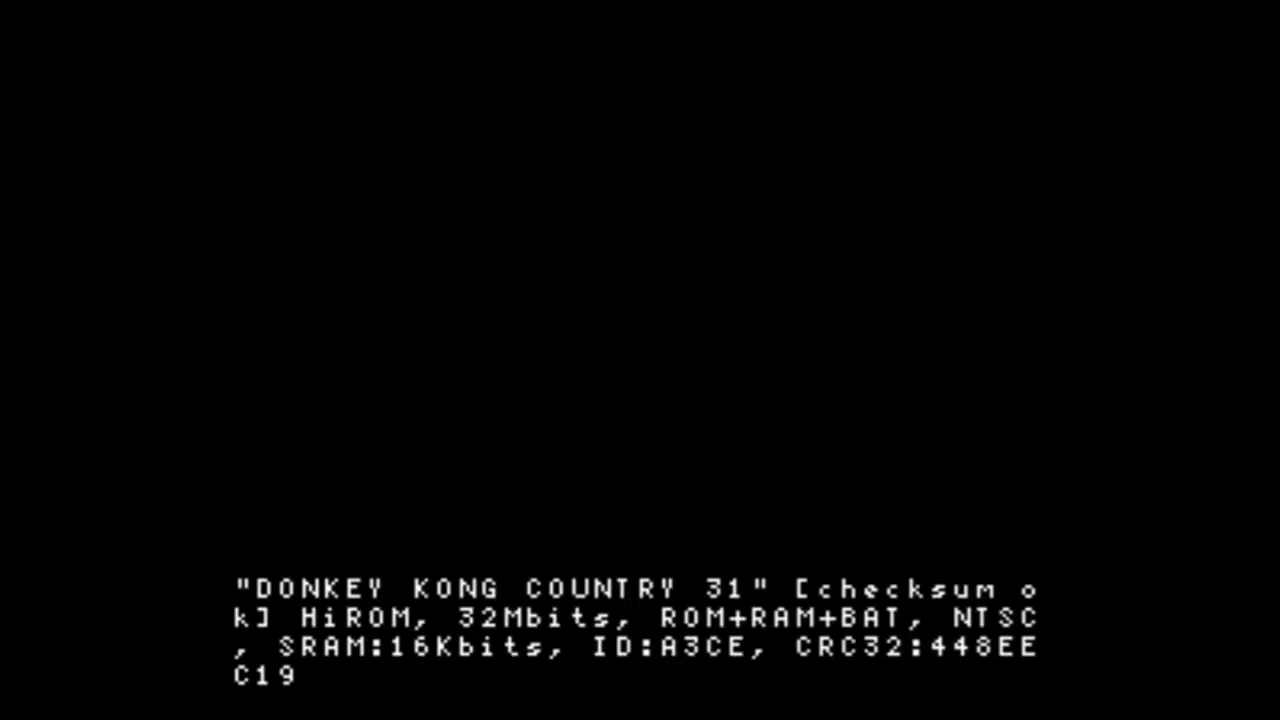 "DONKEY KONG COUNTRY 31" [checksum o
k] HiROM, 32Mbits, ROM+RAM+BAT, NTSC
, SRAM:16Kbits, ID:A3CE, CRC32:448EE
C19